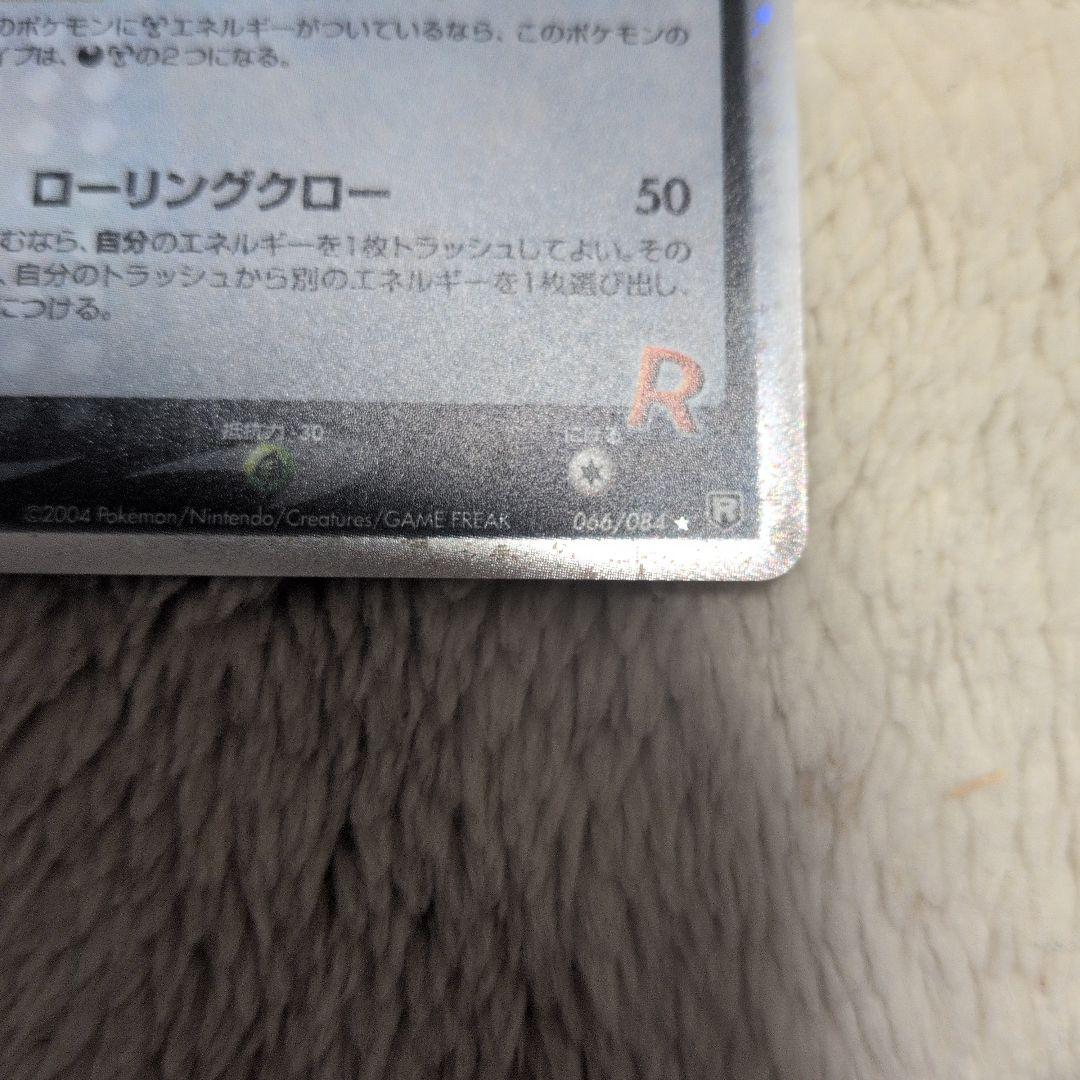 のポケモンにエネルギーがついているなら、このポケモンの
イプは、の2つになる。
ローリングクロー 50
むなら、自分のエネルギーを1枚トラッシュしてよい。その
、自分のトラッシュから別のエネルギーを1枚選び出し、
につける。
R
抵抗力 -30 にげる
©2004 Pokémon/Nintendo/Creatures/GAME FREAK 066/084 ★ R